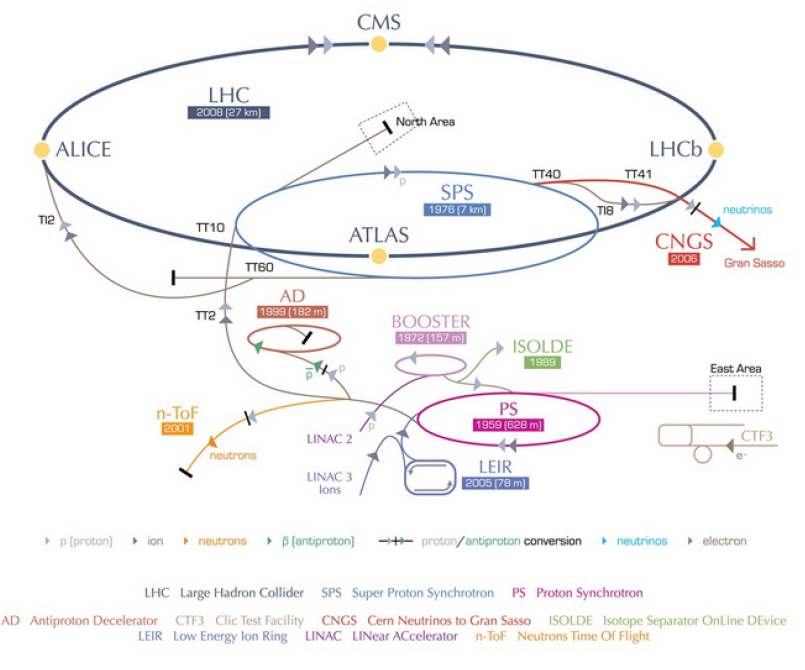 CMS
LHC
2008 (27 km)
North Area
ALICE
LHCb
TT40
TT41
p
SPS
1976 (7 km)
TI8
neutrinos
TI2
TT10
ATLAS
CNGS
2006
Gran Sasso
TT60
AD
1999 (182 m)
TT2
BOOSTER
1972 (157 m)
ISOLDE
1989
p̅
p
East Area
n-ToF
2001
PS
1959 (628 m)
LINAC 2
p
neutrons
CTF3
e-
LINAC 3
Ions
LEIR
2005 (78 m)
p (proton)
ion
neutrons
p̅ (antiproton)
proton/antiproton conversion
neutrinos
electron
LHC Large Hadron Collider SPS Super Proton Synchrotron PS Proton Synchrotron
AD Antiproton Decelerator CTF3 Clic Test Facility CNGS Cern Neutrinos to Gran Sasso ISOLDE Isotope Separator OnLine DEvice
LEIR Low Energy Ion Ring LINAC LINear ACcelerator n-ToF Neutrons Time Of Flight